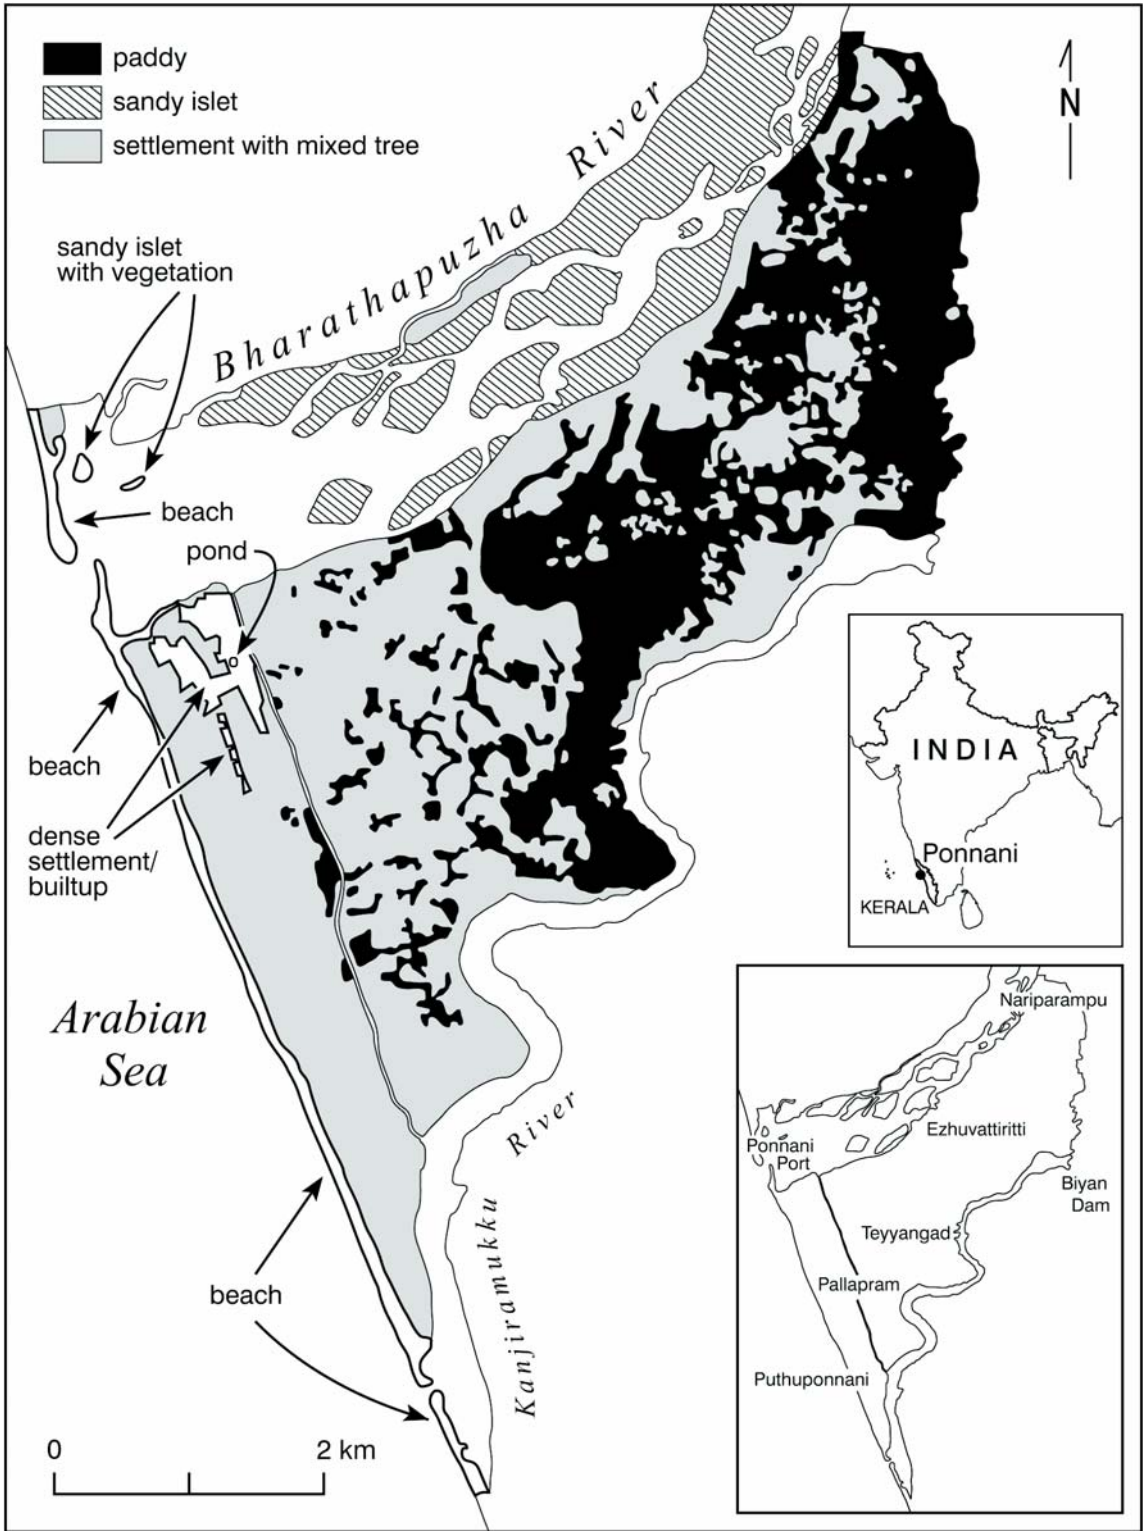 paddy
sandy islet
settlement with mixed tree
N
Bharathapuzha River
sandy islet
with vegetation
beach
pond
beach
dense
settlement/
builtup
Arabian
Sea
beach
River
Kanjiramukku
0 2 km
INDIA
Ponnani
KERALA
Nariparampu
Ezhuvattiritti
Ponnani
Port
Biyan
Dam
Teyyangad
Pallapram
Puthuponnani